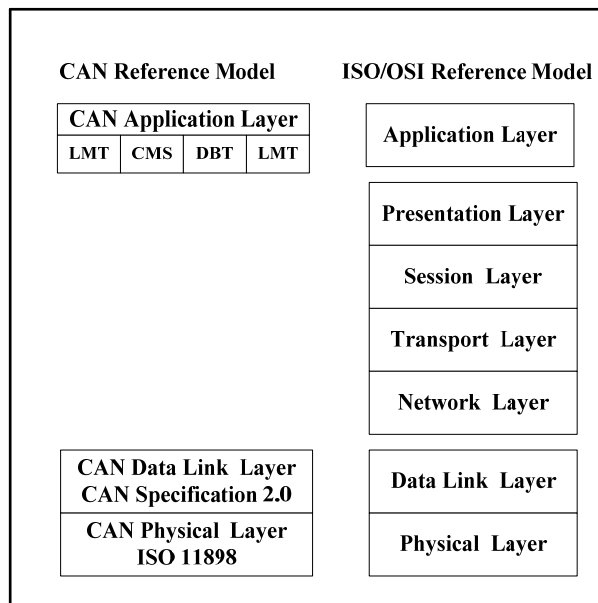 CAN Reference Model
CAN Application Layer
LMT CMS DBT LMT
CAN Data Link Layer
CAN Specification 2.0
CAN Physical Layer
ISO 11898
ISO/OSI Reference Model
Application Layer
Presentation Layer
Session Layer
Transport Layer
Network Layer
Data Link Layer
Physical Layer